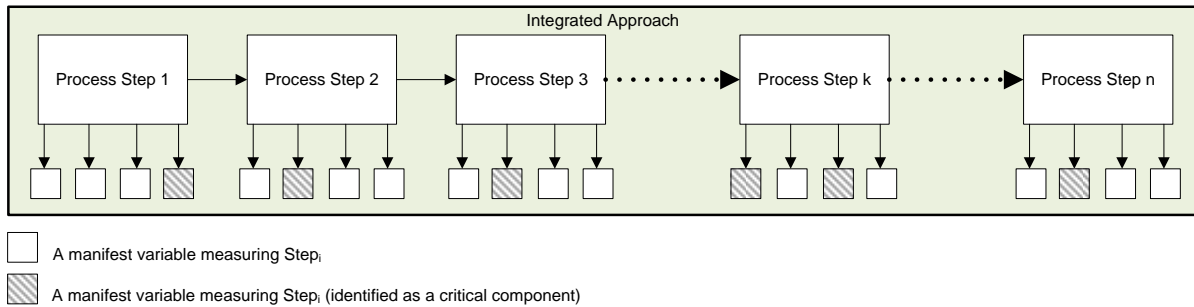 Integrated Approach
Process Step 1
Process Step 2
Process Step 3
Process Step k
Process Step n
A manifest variable measuring Stepᵢ
A manifest variable measuring Stepᵢ (identified as a critical component)